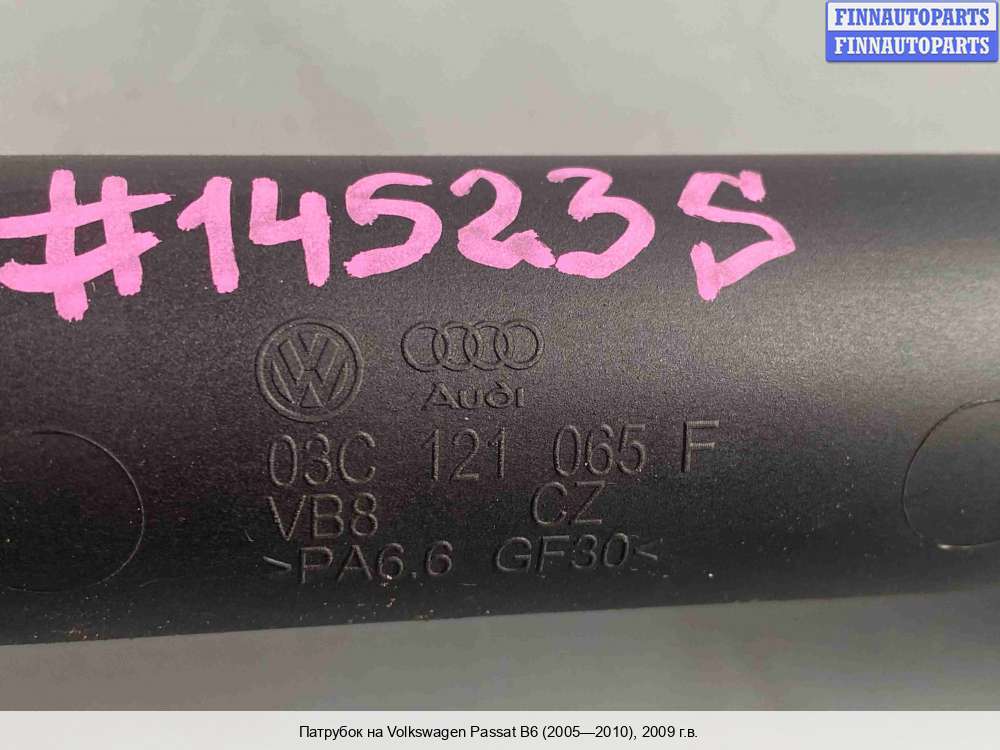 FINNAUTOPARTS
FINNAUTOPARTS
#14523S
Audi
03C 121 065 F
VB8 CZ
>PA6.6 GF30<
Патрубок на Volkswagen Passat B6 (2005—2010), 2009 г.в.